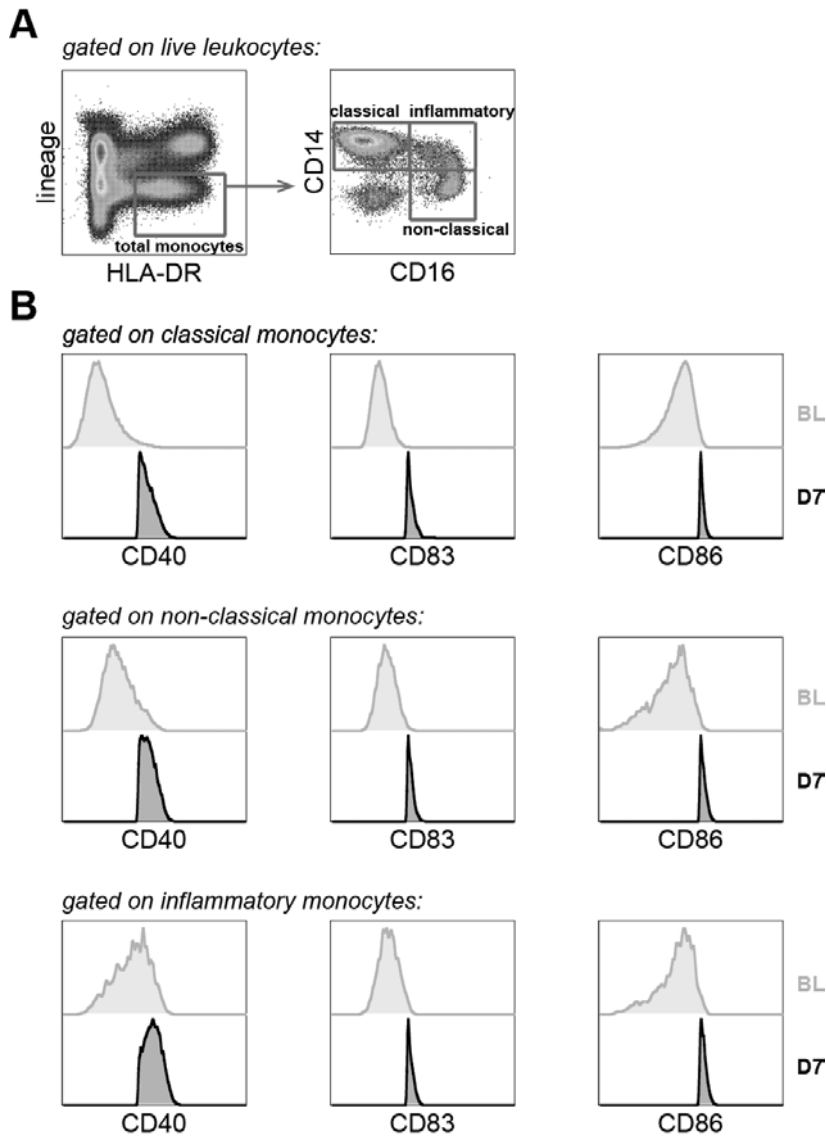 A
gated on live leukocytes:
lineage
total monocytes
HLA-DR
classical inflammatory
CD14
non-classical
CD16
B
gated on classical monocytes:
BL
D7
CD40 CD83 CD86
gated on non-classical monocytes:
BL
D7
CD40 CD83 CD86
gated on inflammatory monocytes:
BL
D7
CD40 CD83 CD86